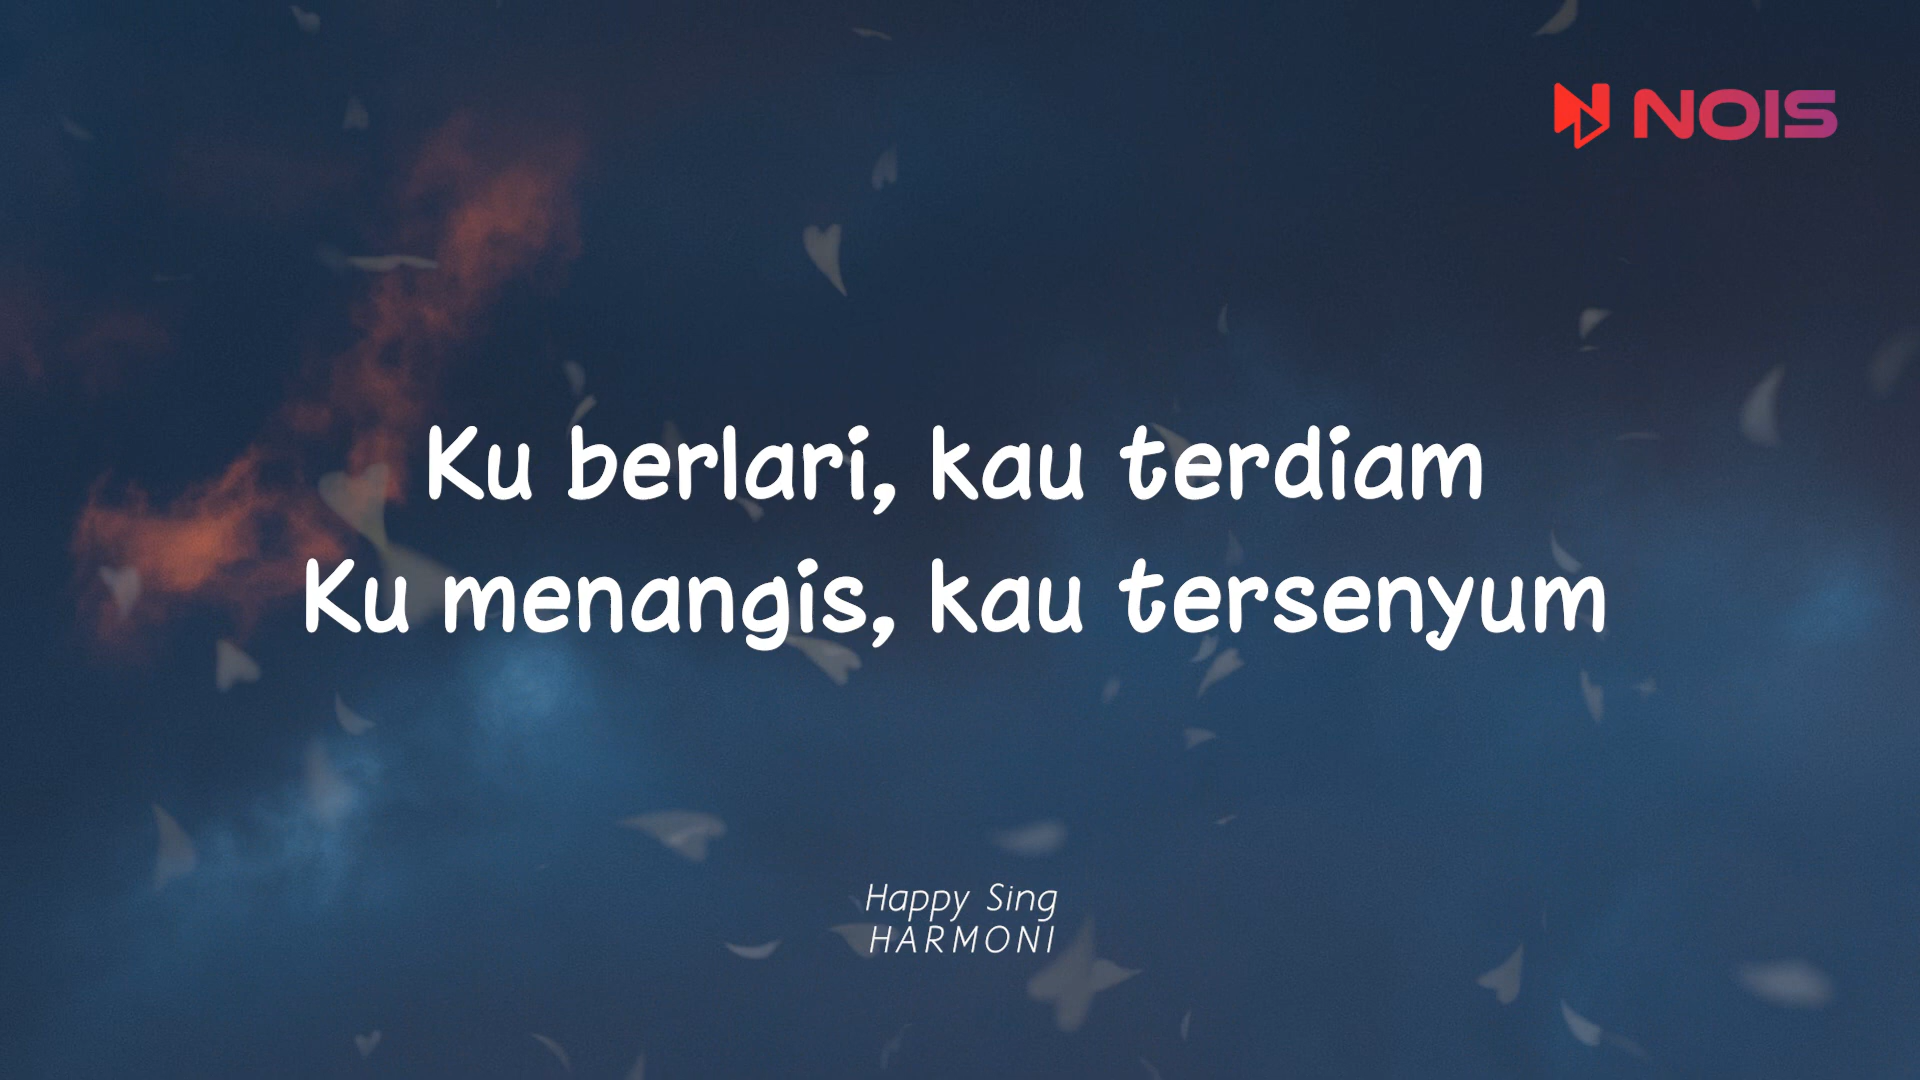 NOIS
Ku berlari, kau terdiam
Ku menangis, kau tersenyum
Happy Sing
HARMONI